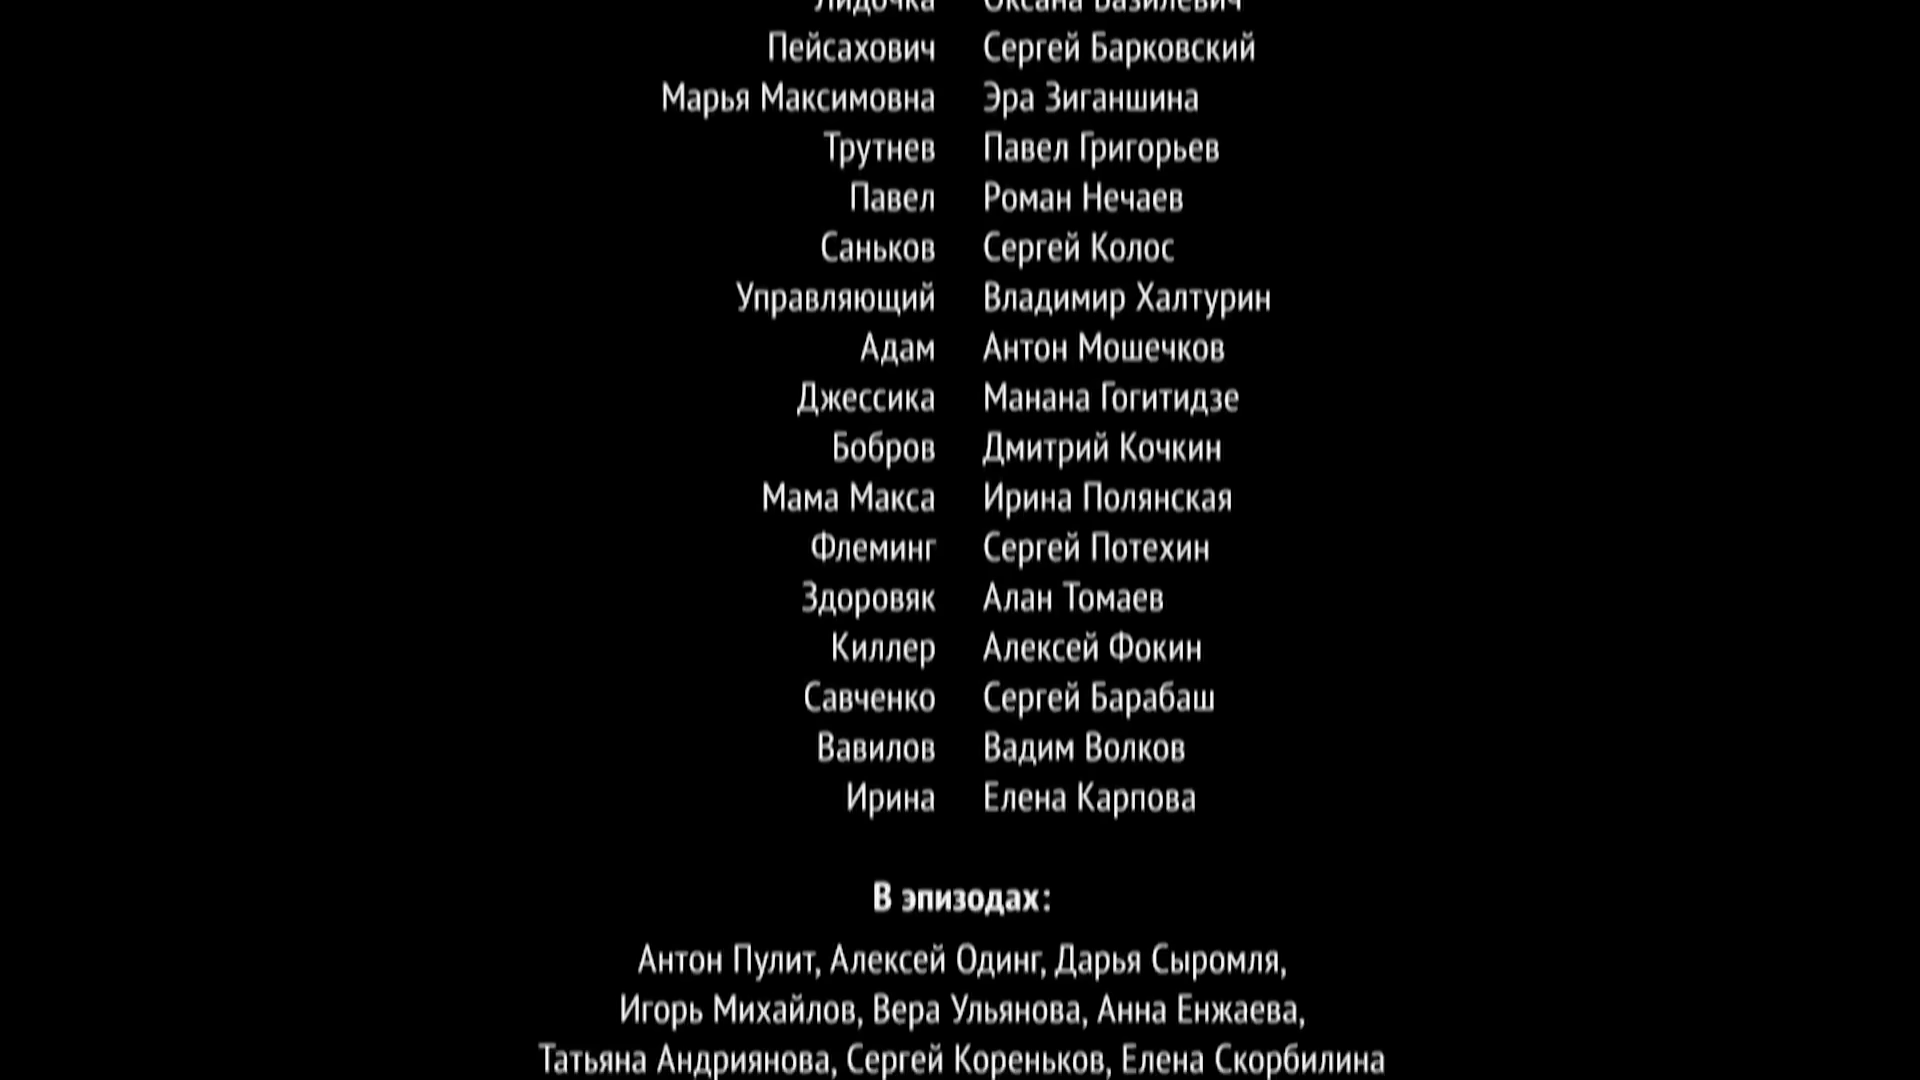 Лидочка Оксана Базилевич
Пейсахович Сергей Барковский
Марья Максимовна Эра Зиганшина
Трутнев Павел Григорьев
Павел Роман Нечаев
Саньков Сергей Колос
Управляющий Владимир Халтурин
Адам Антон Мошечков
Джессика Манана Гогитидзе
Бобров Дмитрий Кочкин
Мама Макса Ирина Полянская
Флеминг Сергей Потехин
Здоровяк Алан Томаев
Киллер Алексей Фокин
Савченко Сергей Барабаш
Вавилов Вадим Волков
Ирина Елена Карпова
В эпизодах:
Антон Пулит, Алексей Одинг, Дарья Сыромля,
Игорь Михайлов, Вера Ульянова, Анна Енжаева,
Татьяна Андриянова, Сергей Кореньков, Елена Скорбилина